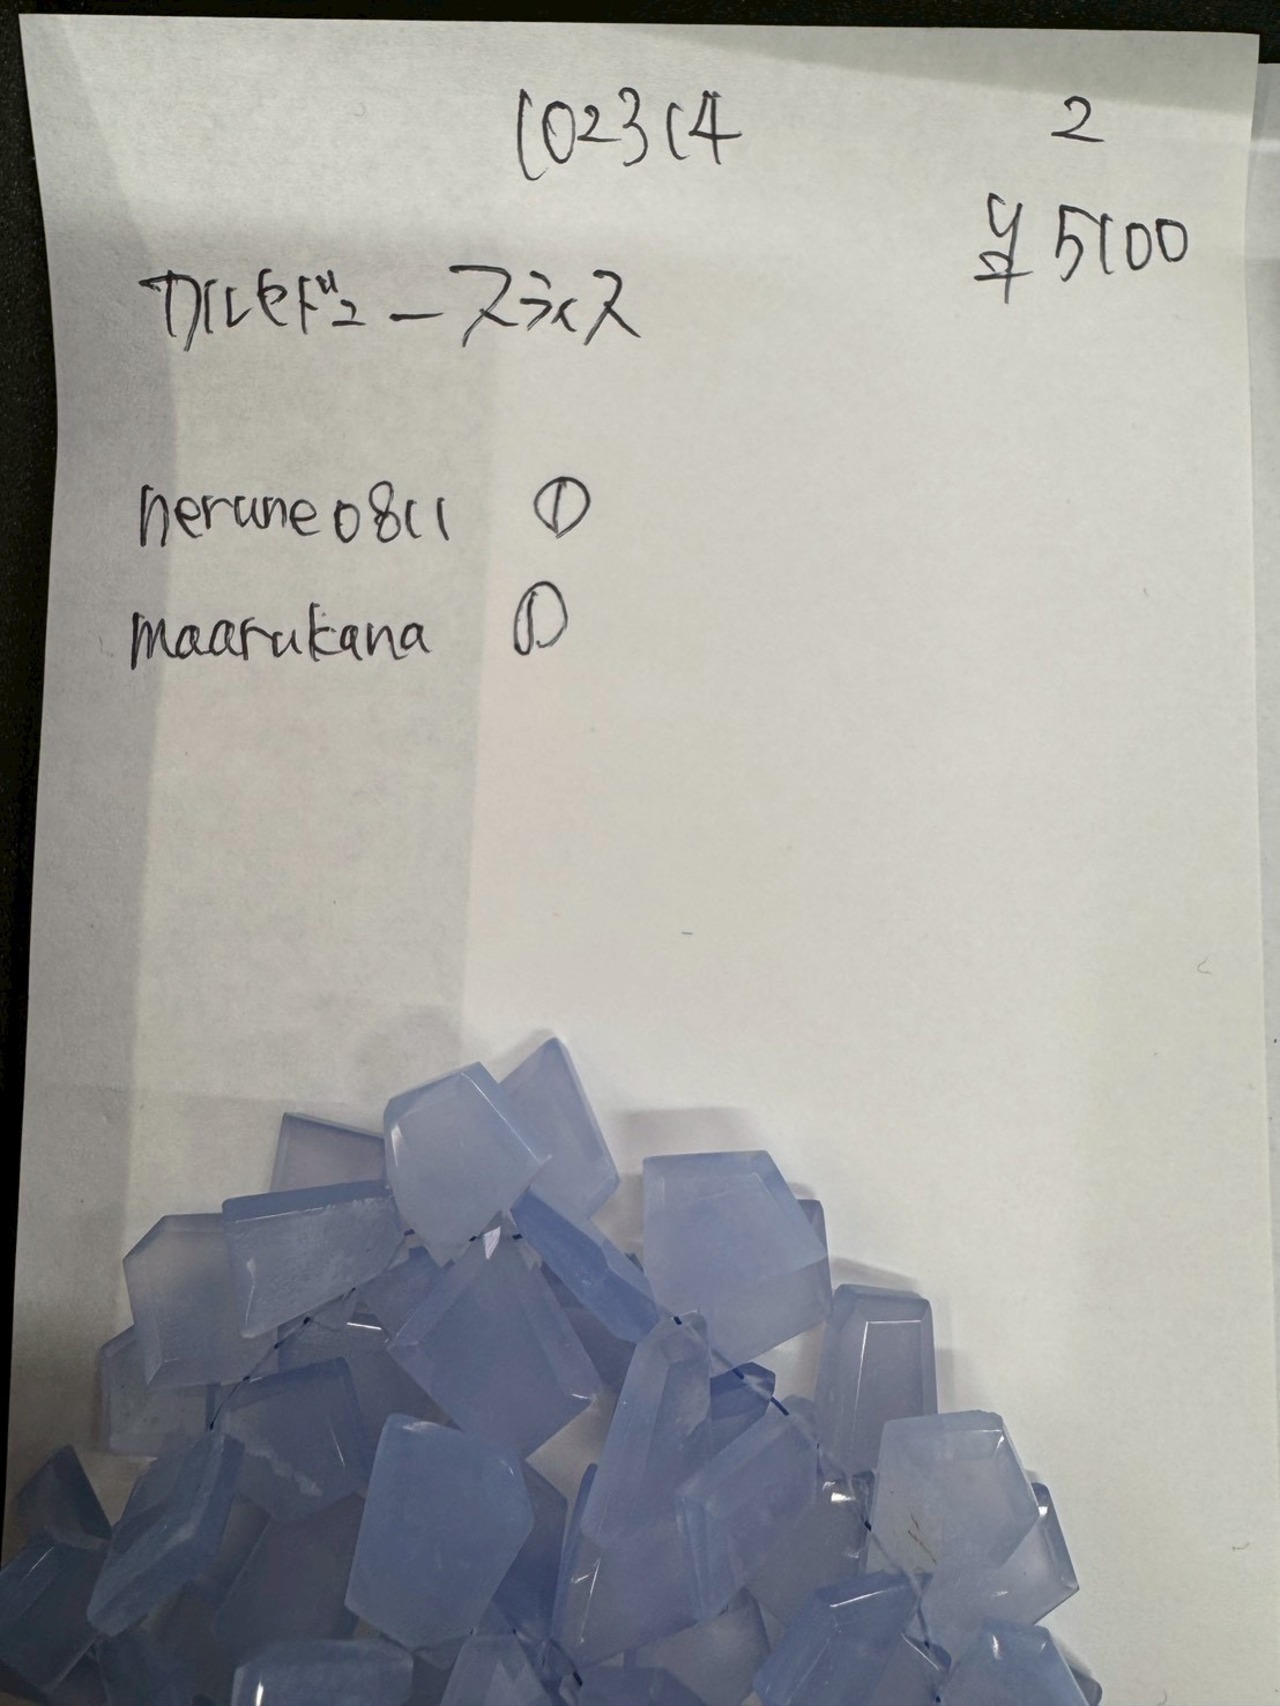 102314 2
¥5100
カルセドニースライス
nerune0811 ①
maarukana ①